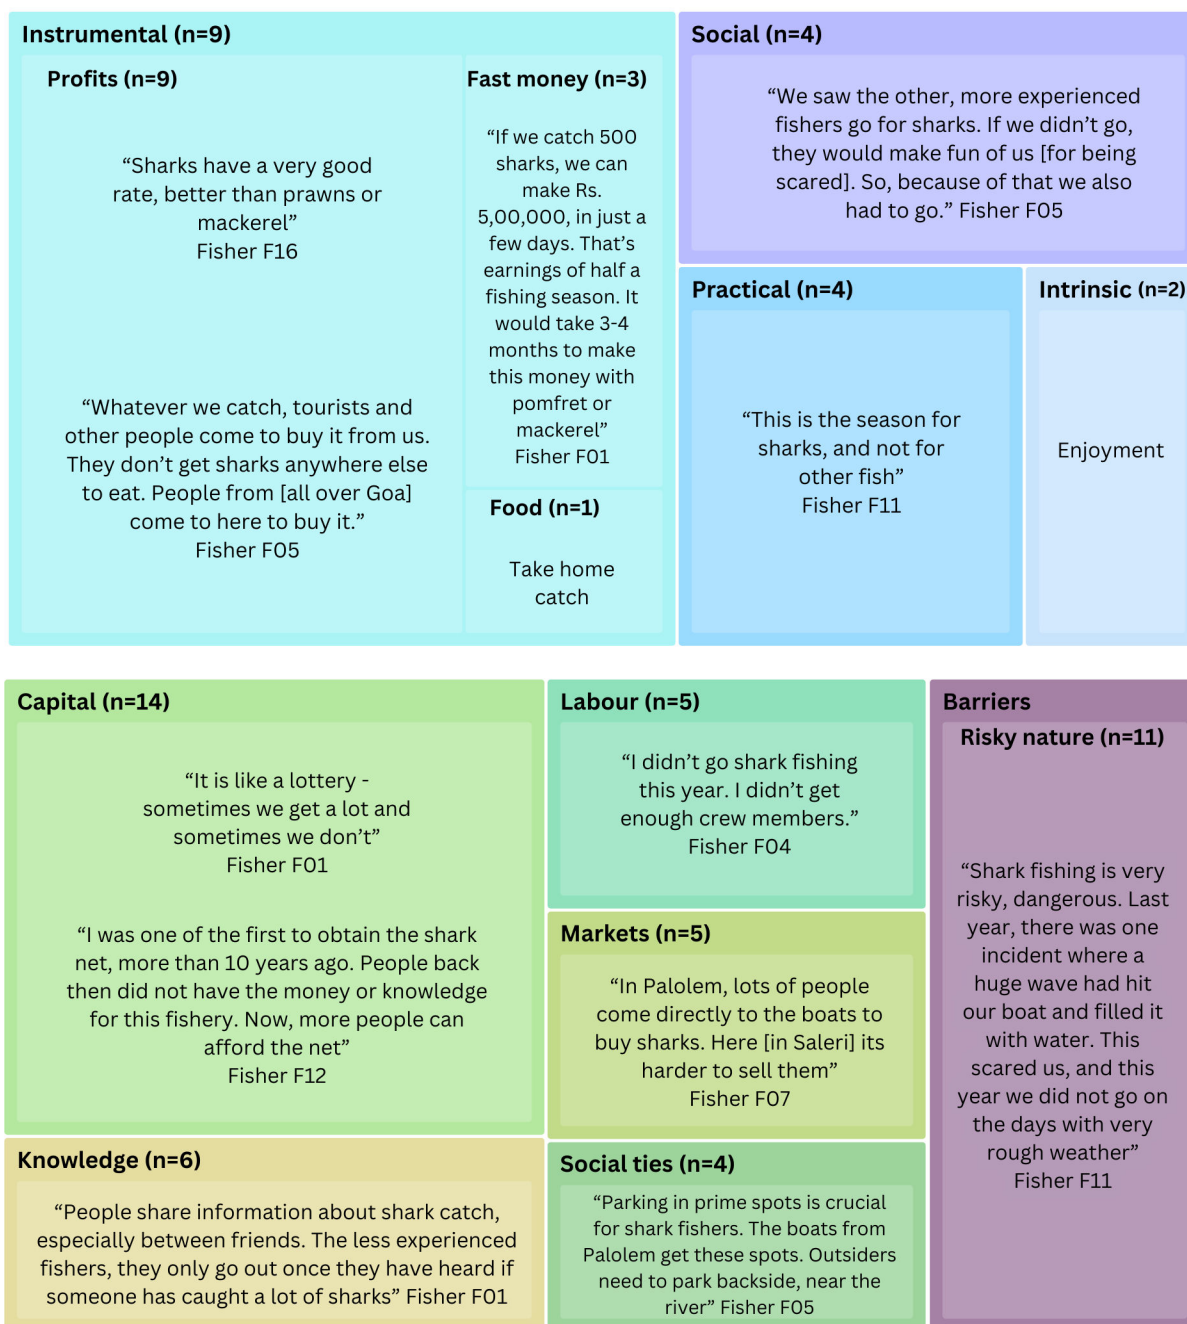 Instrumental (n=9)
Profits (n=9)
“Sharks have a very good
rate, better than prawns or
mackerel”
Fisher F16
“Whatever we catch, tourists and
other people come to buy it from us.
They don’t get sharks anywhere else
to eat. People from [all over Goa]
come to here to buy it.”
Fisher F05
Fast money (n=3)
“If we catch 500
sharks, we can
make Rs.
5,00,000, in just a
few days. That’s
earnings of half a
fishing season. It
would take 3-4
months to make
this money with
pomfret or
mackerel”
Fisher F01
Food (n=1)
Take home
catch
Social (n=4)
“We saw the other, more experienced
fishers go for sharks. If we didn’t go,
they would make fun of us [for being
scared]. So, because of that we also
had to go.” Fisher F05
Practical (n=4)
“This is the season for
sharks, and not for
other fish”
Fisher F11
Intrinsic (n=2)
Enjoyment
Capital (n=14)
“It is like a lottery -
sometimes we get a lot and
sometimes we don’t”
Fisher F01
“I was one of the first to obtain the shark
net, more than 10 years ago. People back
then did not have the money or knowledge
for this fishery. Now, more people can
afford the net”
Fisher F12
Knowledge (n=6)
“People share information about shark catch,
especially between friends. The less experienced
fishers, they only go out once they have heard if
someone has caught a lot of sharks” Fisher F01
Labour (n=5)
“I didn’t go shark fishing
this year. I didn’t get
enough crew members.”
Fisher F04
Markets (n=5)
“In Palolem, lots of people
come directly to the boats to
buy sharks. Here [in Saleri] its
harder to sell them”
Fisher F07
Social ties (n=4)
“Parking in prime spots is crucial
for shark fishers. The boats from
Palolem get these spots. Outsiders
need to park backside, near the
river” Fisher F05
Barriers
Risky nature (n=11)
“Shark fishing is very
risky, dangerous. Last
year, there was one
incident where a
huge wave had hit
our boat and filled it
with water. This
scared us, and this
year we did not go on
the days with very
rough weather”
Fisher F11